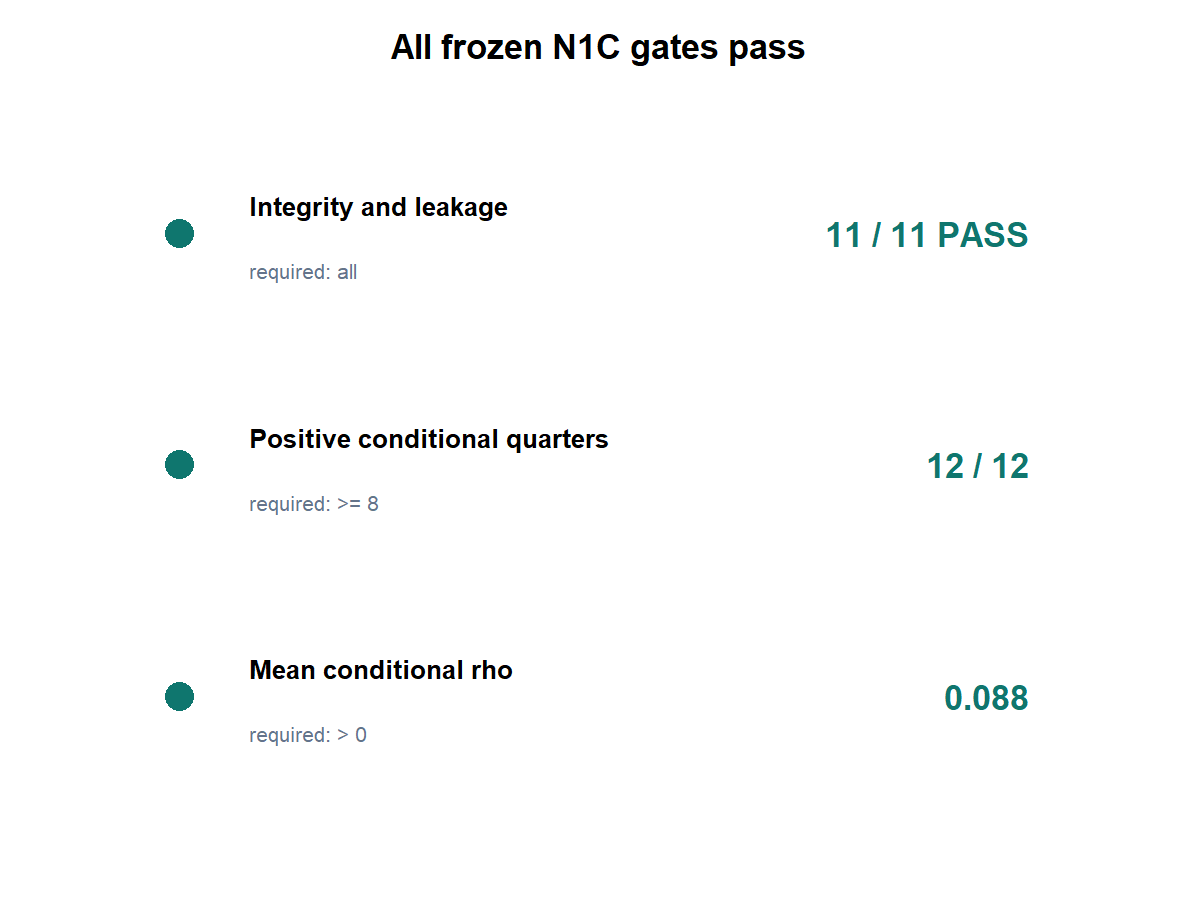 All frozen N1C gates pass
Integrity and leakage
11 / 11 PASS
required: all
Positive conditional quarters
12 / 12
required: >= 8
Mean conditional rho
0.088
required: > 0